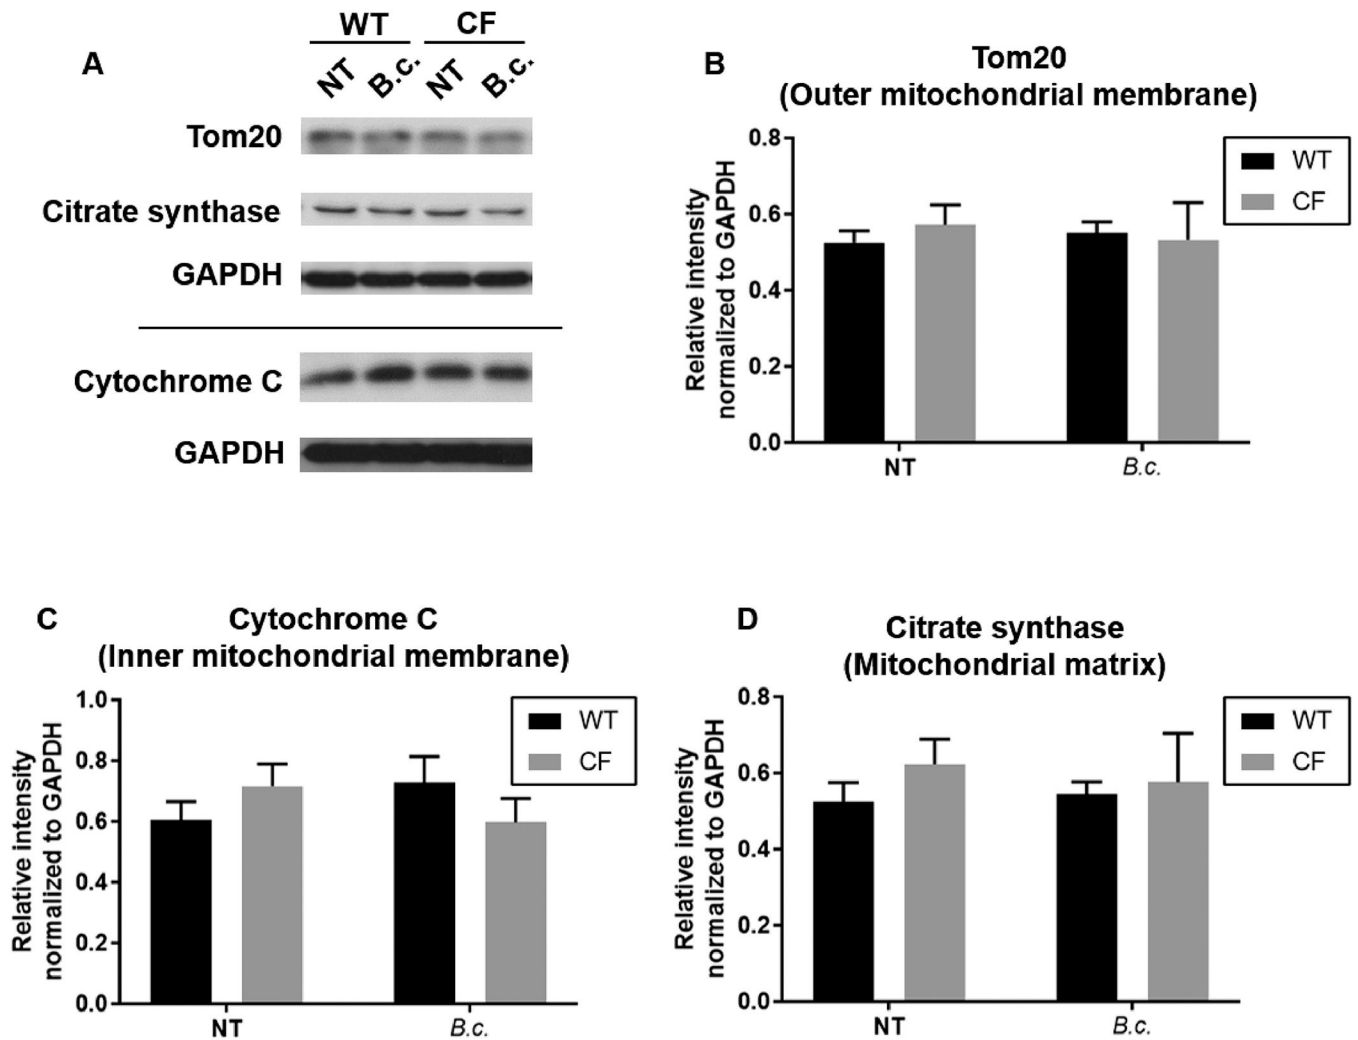 A
WT CF
NT B.c. NT B.c.
Tom20
Citrate synthase
GAPDH
Cytochrome C
GAPDH
B
Tom20
(Outer mitochondrial membrane)
Relative intensity
normalized to GAPDH
0.8
0.6
0.4
0.2
0.0
WT
CF
NT B.c.
C
Cytochrome C
(Inner mitochondrial membrane)
Relative intensity
normalized to GAPDH
1.0
0.8
0.6
0.4
0.2
0.0
WT
CF
NT B.c.
D
Citrate synthase
(Mitochondrial matrix)
Relative intensity
normalized to GAPDH
0.8
0.6
0.4
0.2
0.0
WT
CF
NT B.c.